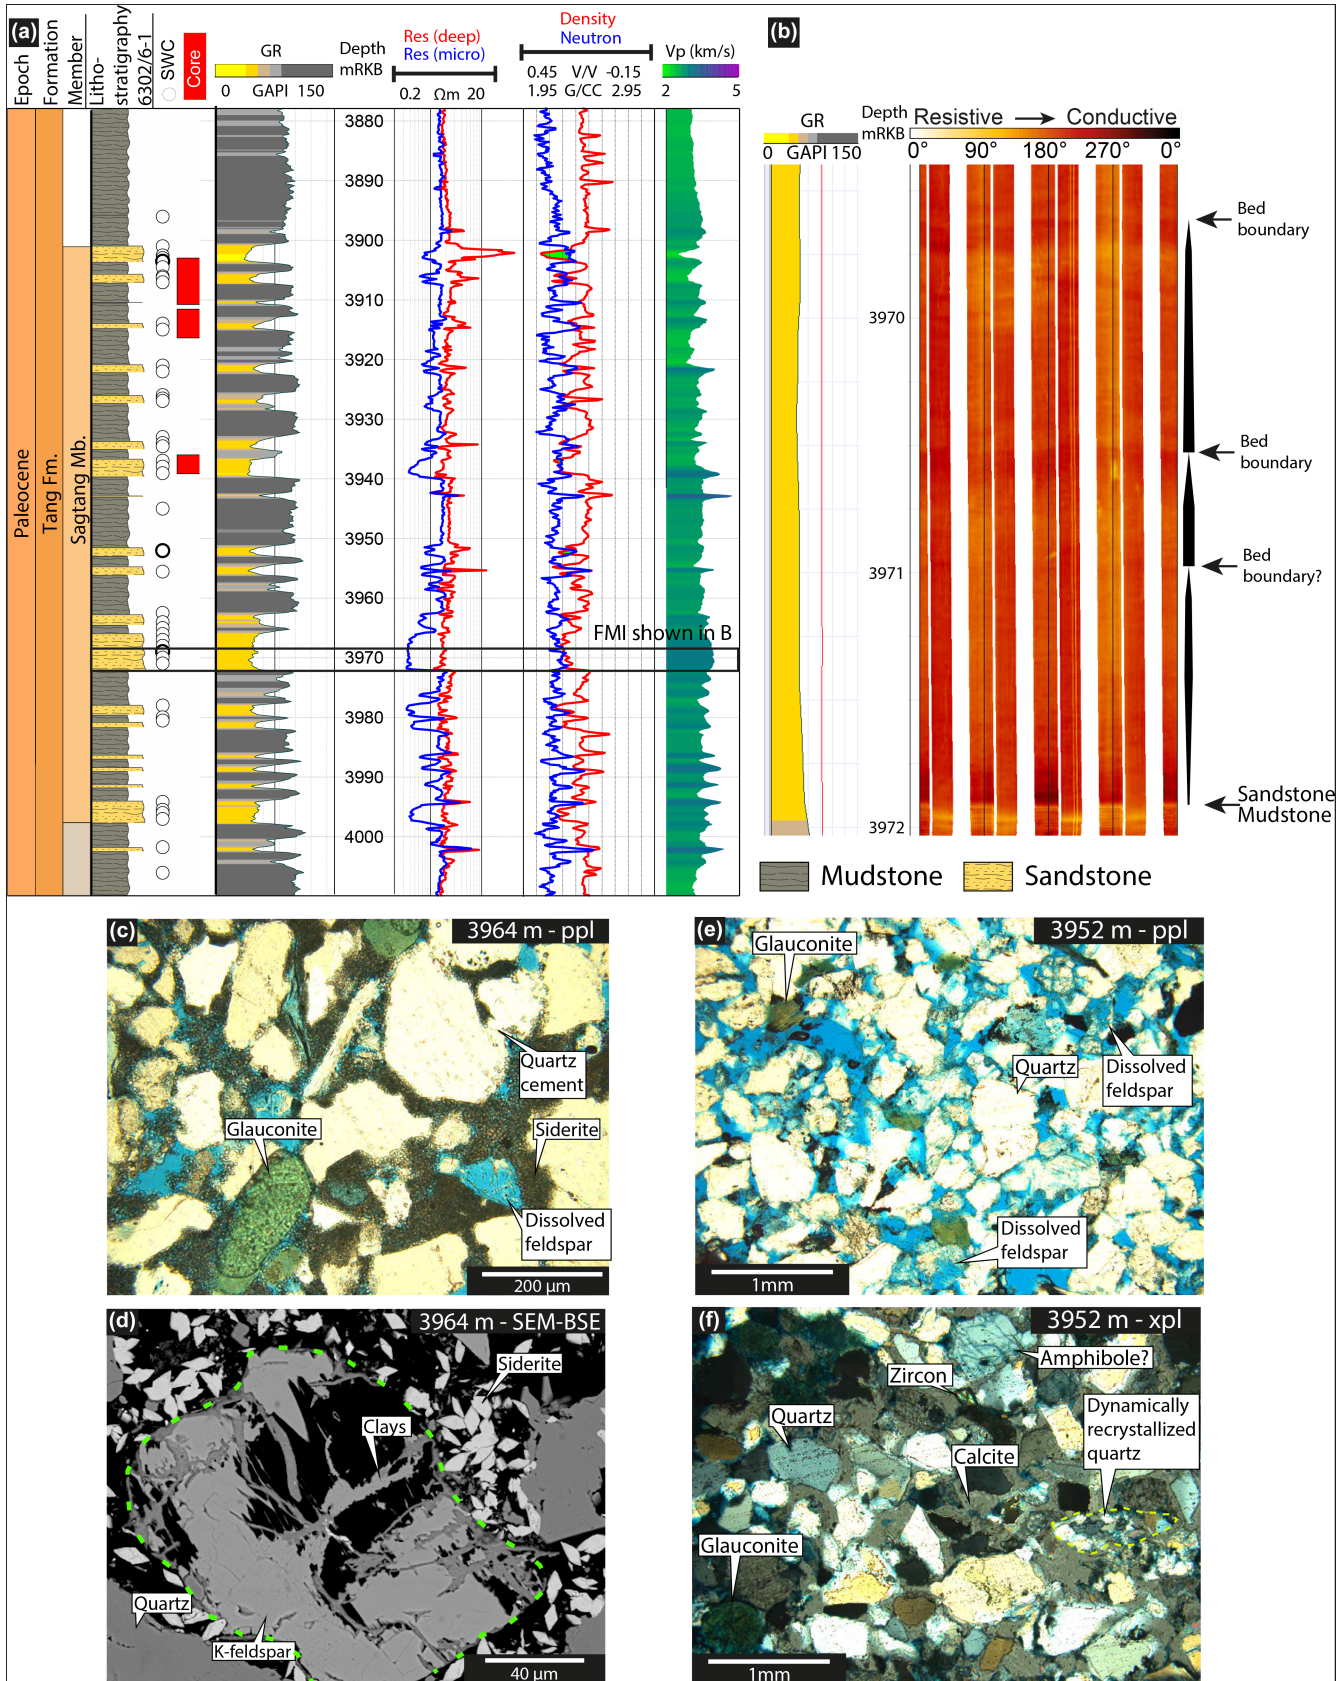 (a)
Epoch
Formation
Member
Litho-
stratigraphy
6302/6-1
SWC
Core
GR
0 GAPI 150
Depth
mRKB
Res (deep)
Res (micro)
0.2 Ωm 20
Density
Neutron
0.45 V/V -0.15
1.95 G/CC 2.95
Vp (km/s)
2 5
Paleocene
Tang Fm.
Sagtang Mb.
3880
3890
3900
3910
3920
3930
3940
3950
3960
3970
3980
3990
4000
FMI shown in B
(b)
GR
0 GAPI 150
Depth
mRKB
Resistive → Conductive
0° 90° 180° 270° 0°
3970
3971
3972
Bed
boundary
Bed
boundary
Bed
boundary?
Sandstone
Mudstone
Mudstone
Sandstone
(c)
3964 m - ppl
Quartz
cement
Glauconite
Siderite
Dissolved
feldspar
200 µm
(e)
3952 m - ppl
Glauconite
Quartz
Dissolved
feldspar
Dissolved
feldspar
1mm
(d)
3964 m - SEM-BSE
Siderite
Clays
Quartz
K-feldspar
40 µm
(f)
3952 m - xpl
Amphibole?
Zircon
Quartz
Dynamically
recrystallized
quartz
Calcite
Glauconite
1mm